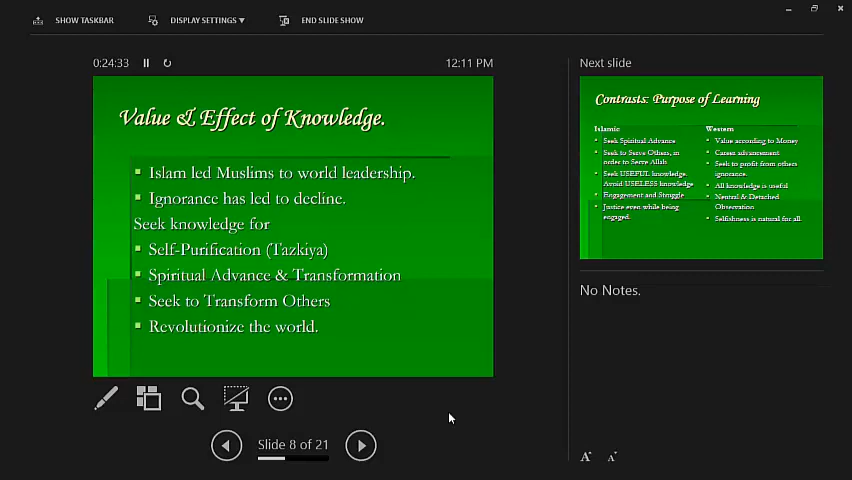 SHOW TASKBAR
DISPLAY SETTINGS ▼
END SLIDE SHOW
0:24:33
12:11 PM
Value & Effect of Knowledge.
Islam led Muslims to world leadership.
Ignorance has led to decline.
Seek knowledge for
Self-Purification (Tazkiya)
Spiritual Advance & Transformation
Seek to Transform Others
Revolutionize the world.
Slide 8 of 21
Next slide
Contrasts: Purpose of Learning
Islamic
Seek Spiritual Advance
Seek to Serve Others, in
order to Serve Allah
Seek USEFUL knowledge.
Avoid USELESS knowledge
Engagement and Struggle
Justice even while being
engaged.
Western
Value according to Money
Career advancement
Seek to profit from others
ignorance.
All knowledge is useful
Neutral & Detached
Observation
Selfishness is natural for all.
No Notes.
A A